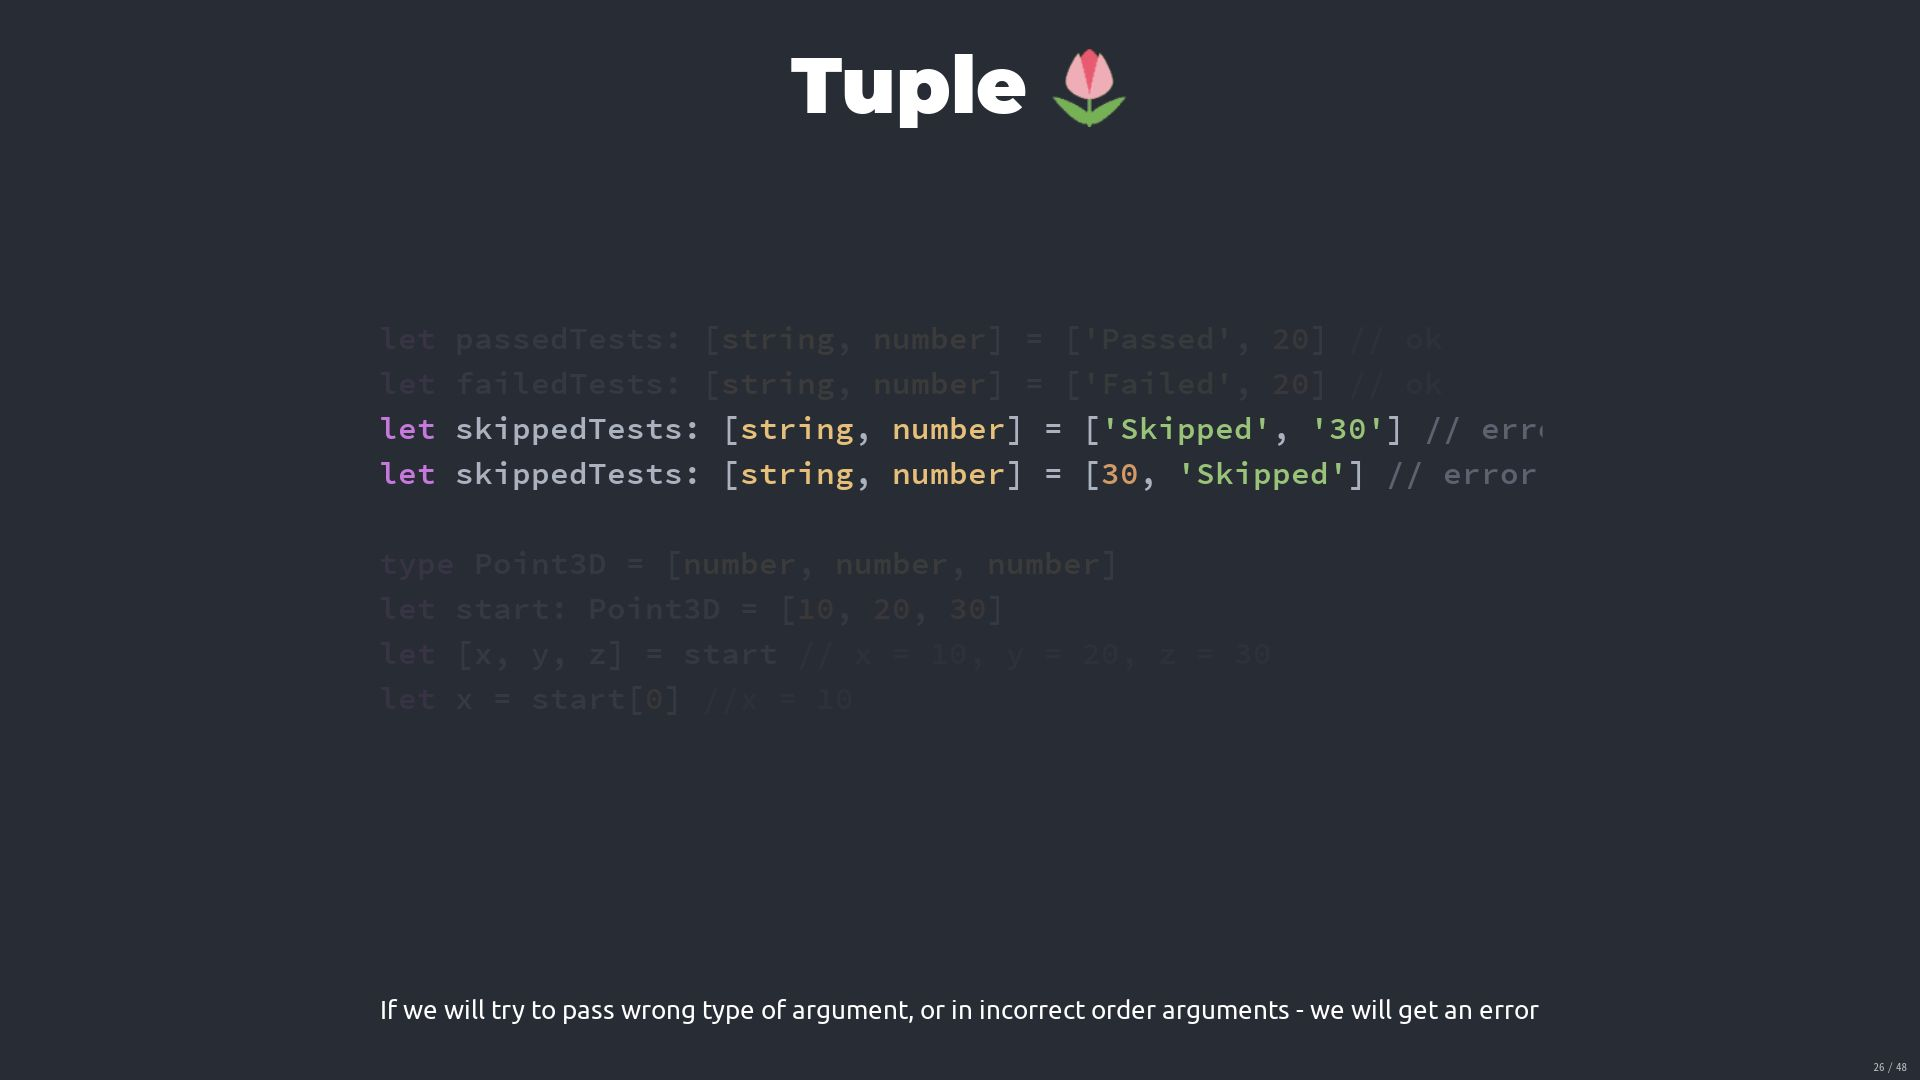 Tuple
let passedTests: [string, number] = ['Passed', 20] // ok
let failedTests: [string, number] = ['Failed', 20] // ok
let skippedTests: [string, number] = ['Skipped', '30'] // err
let skippedTests: [string, number] = [30, 'Skipped'] // error
type Point3D = [number, number, number]
let start: Point3D = [10, 20, 30]
let [x, y, z] = start // x = 10, y = 20, z = 30
let x = start[0] //x = 10
If we will try to pass wrong type of argument, or in incorrect order arguments - we will get an error
26 / 48